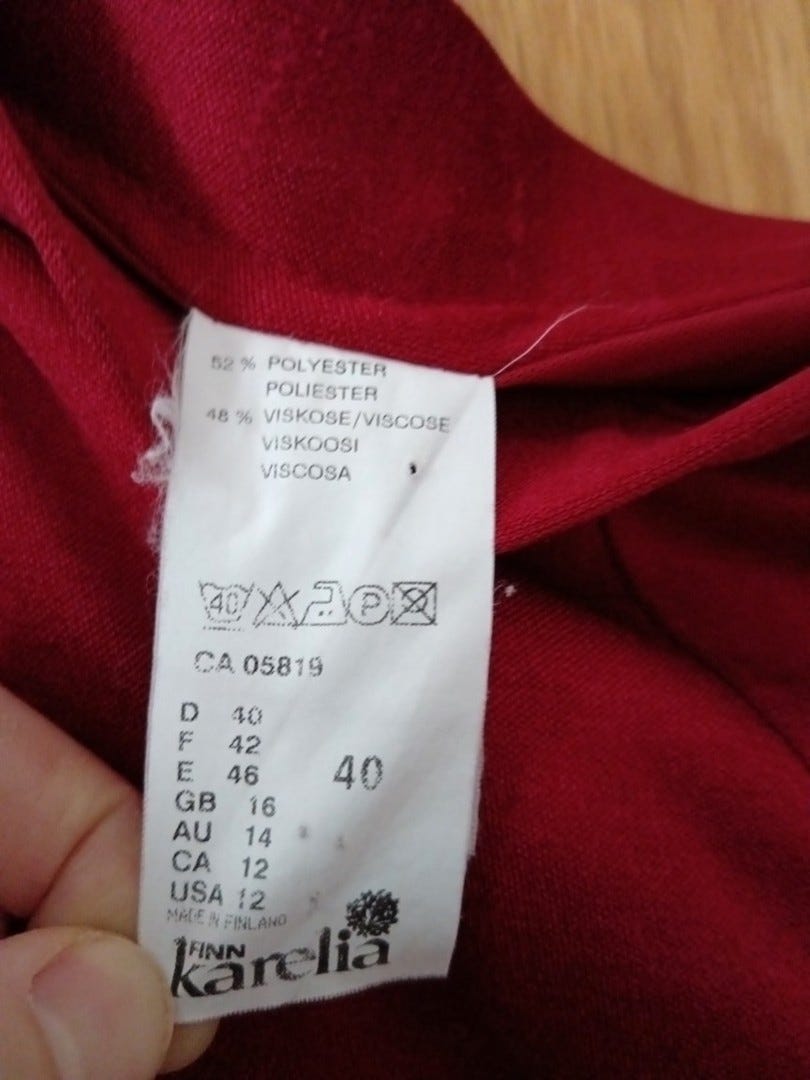 52 % POLYESTER
POLIESTER
48 % VISKOSE/VISCOSE
VISKOOSI
VISCOSA
40 P
CA 05819
D 40
F 42
E 46 40
GB 16
AU 14
CA 12
USA 12
MADE IN FINLAND
FINN
karelia